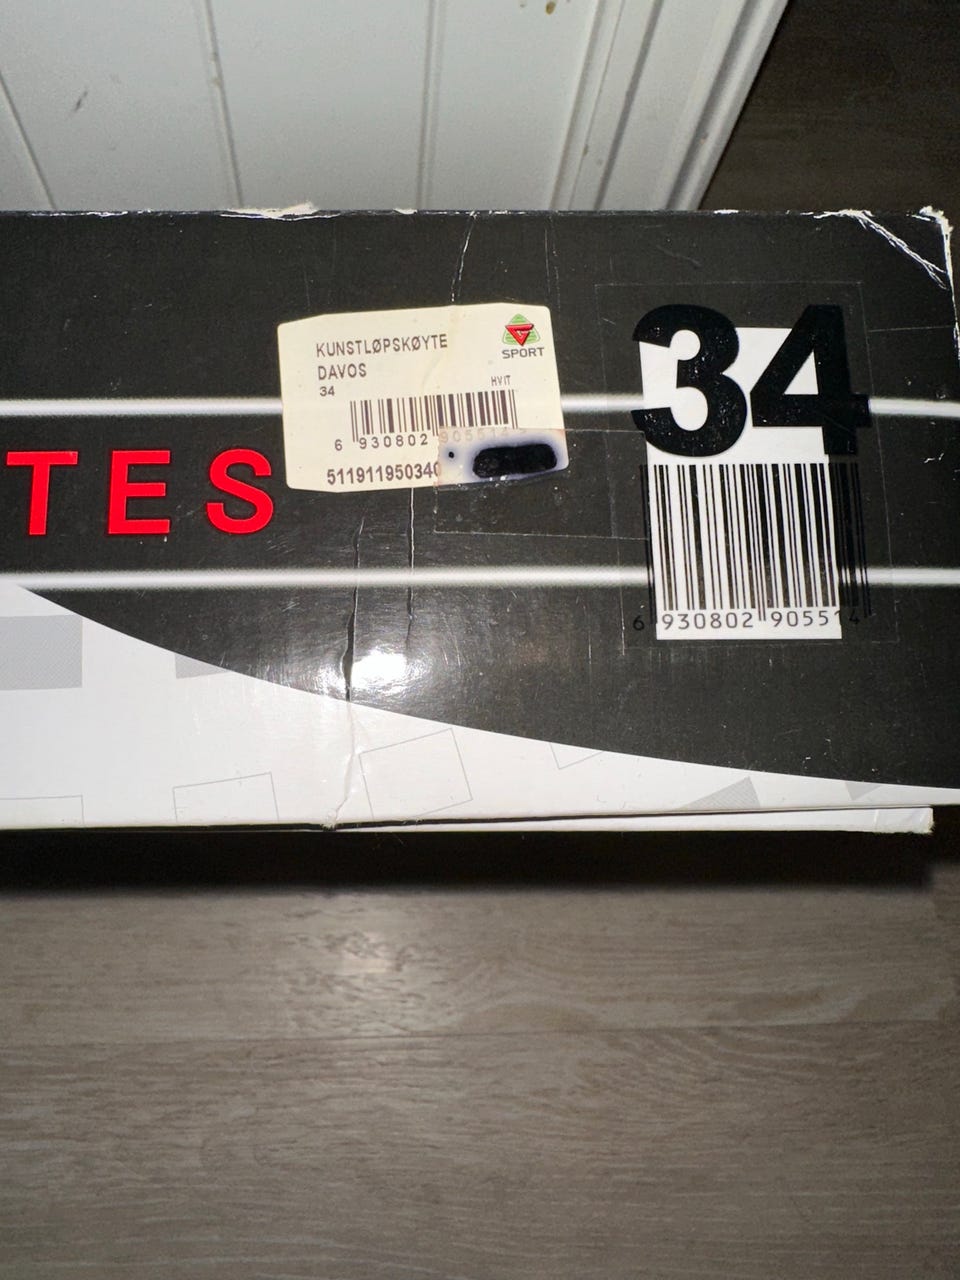 TES
KUNSTLØPSKØYTE
DAVOS
34 HVIT
SPORT
6 930802 905514
511911950340
34
6 930802 905514